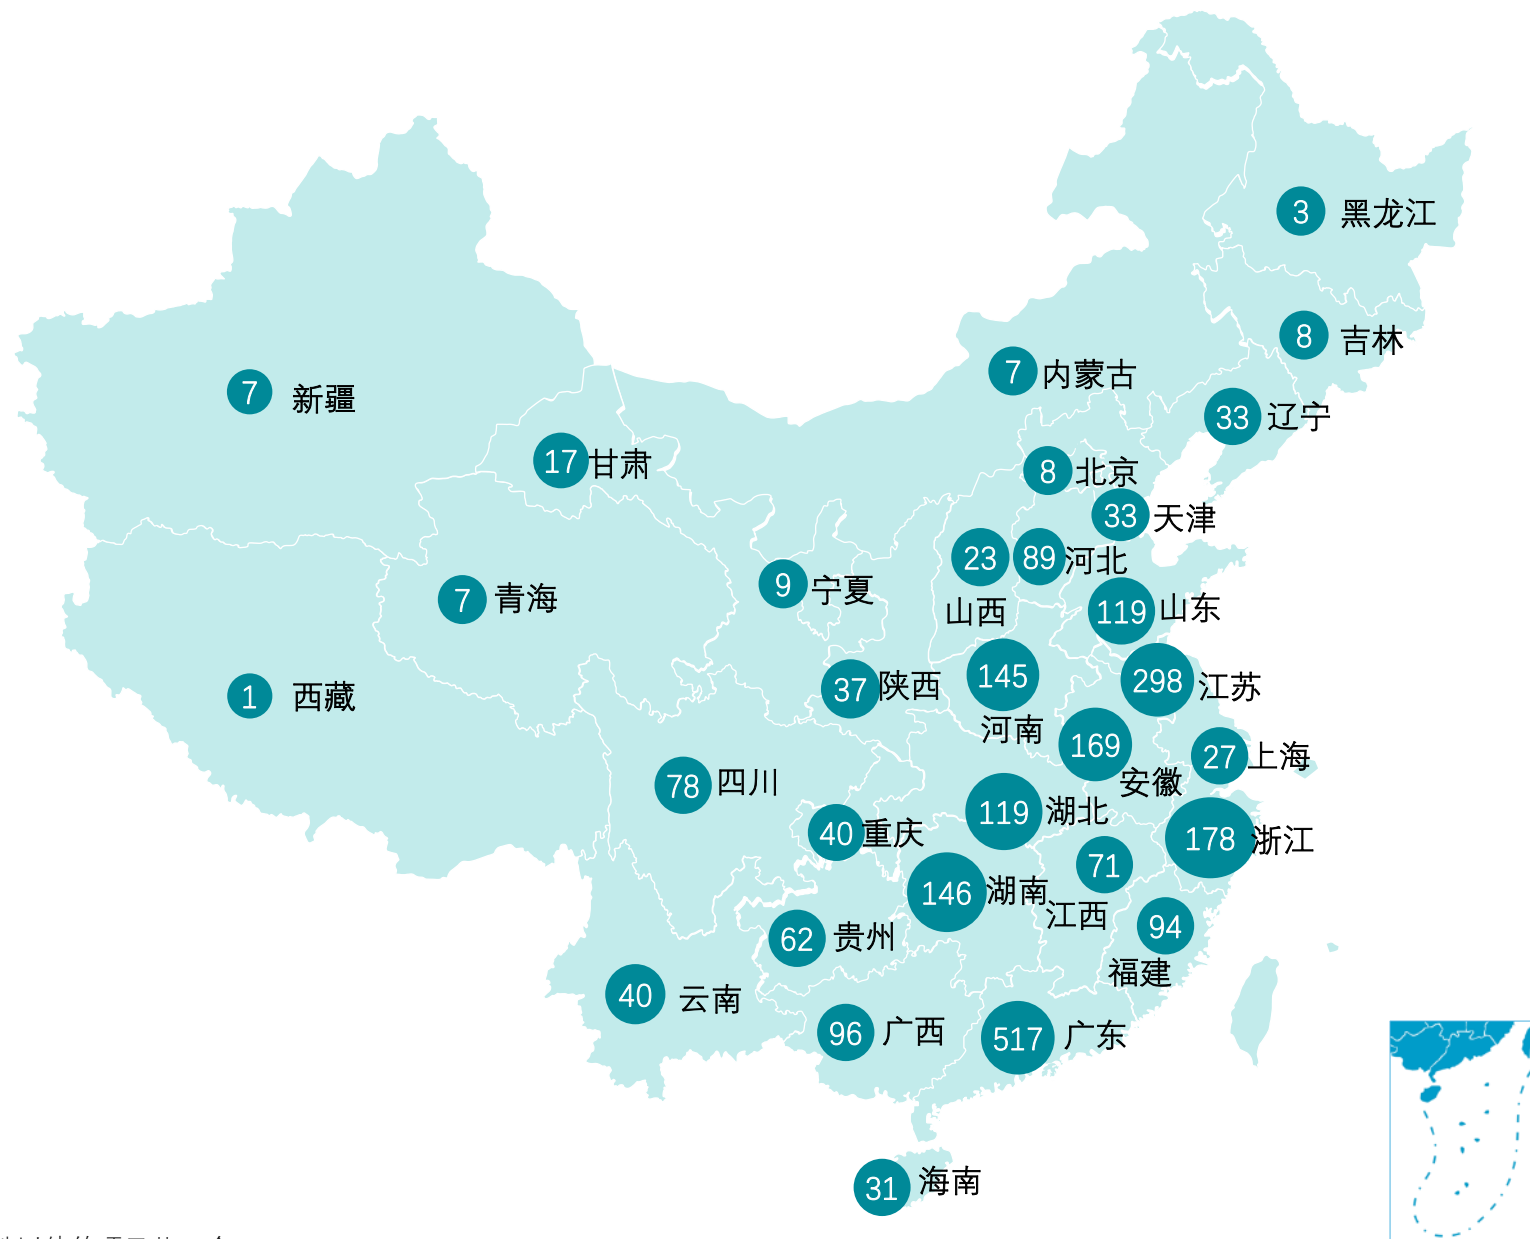 3 黑龙江
8 吉林
7 内蒙古
7 新疆
33 辽宁
17 甘肃
8 北京
33 天津
23 山西
89 河北
9 宁夏
7 青海
119 山东
1 西藏
37 陕西
145 河南
298 江苏
169 安徽
27 上海
78 四川
119 湖北
40 重庆
178 浙江
71 江西
146 湖南
94 福建
62 贵州
40 云南
96 广西
517 广东
31 海南